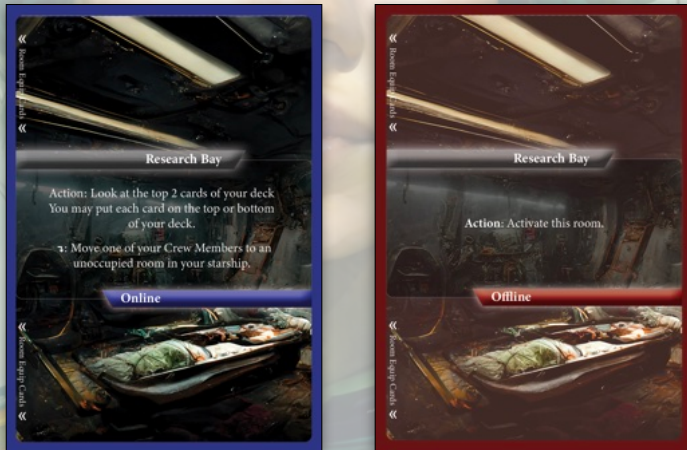 Room Equip Cards
Research Bay
Action: Look at the top 2 cards of your deck
You may put each card on the top or bottom
of your deck.
: Move one of your Crew Members to an
unoccupied room in your starship.
Online
Room Equip Cards
Room Equip Cards
Research Bay
Action: Activate this room.
Offline
Room Equip Cards